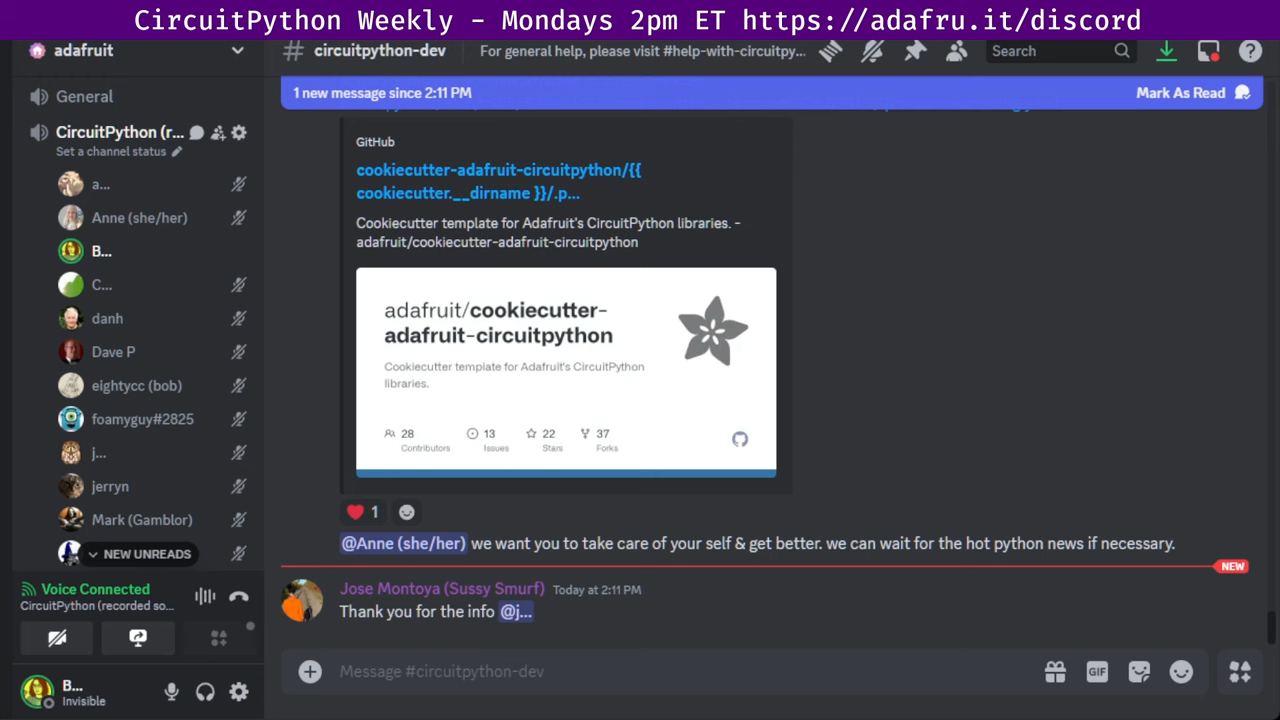 CircuitPython Weekly - Mondays 2pm ET https://adafru.it/discord
adafruit
circuitpython-dev
For general help, please visit #help-with-circuitpy...
Search
1 new message since 2:11 PM
Mark As Read
General
CircuitPython (r...
Set a channel status
a...
Anne (she/her)
B...
C...
danh
Dave P
eightycc (bob)
foamyguy#2825
j...
jerryn
Mark (Gamblor)
NEW UNREADS
Voice Connected
CircuitPython (recorded so...
B...
Invisible
GitHub
cookiecutter-adafruit-circuitpython/{{
cookiecutter.__dirname }}/.p...
Cookiecutter template for Adafruit's CircuitPython libraries. -
adafruit/cookiecutter-adafruit-circuitpython
adafruit/cookiecutter-
adafruit-circuitpython
Cookiecutter template for Adafruit's CircuitPython
libraries.
28 13 22 37
Contributors Issues Stars Forks
1
@Anne (she/her) we want you to take care of your self & get better. we can wait for the hot python news if necessary.
NEW
Jose Montoya (Sussy Smurf) Today at 2:11 PM
Thank you for the info @j...
Message #circuitpython-dev
GIF